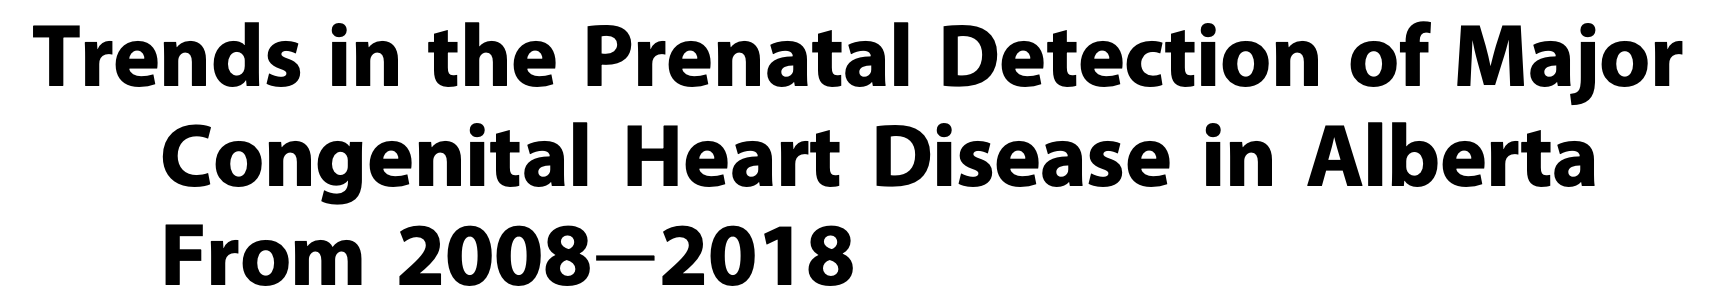 Trends in the Prenatal Detection of Major
Congenital Heart Disease in Alberta
From 2008—2018